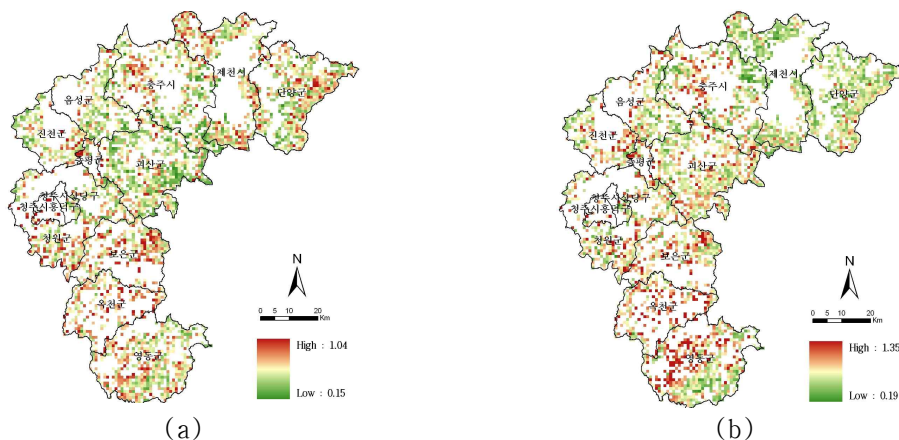 제천시
충주시
단양군
음성군
진천군
증평군
괴산군
청주시상당구
청주시흥덕구
청원군
보은군
옥천군
영동군
N
0 5 10 20
Km
High : 1.04
Low : 0.15
(a)
제천시
충주시
단양군
음성군
진천군
증평군
괴산군
청주시상당구
청주시흥덕구
청원군
보은군
옥천군
영동군
N
0 5 10 20
Km
High : 1.35
Low : 0.19
(b)